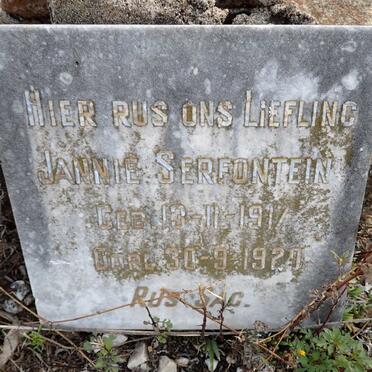 HIER RUS ONS LIEFLING
JANNIE SERFONTEIN
GEB. 13-11-1917
OORL. 30-9-1920
RUS SAG.